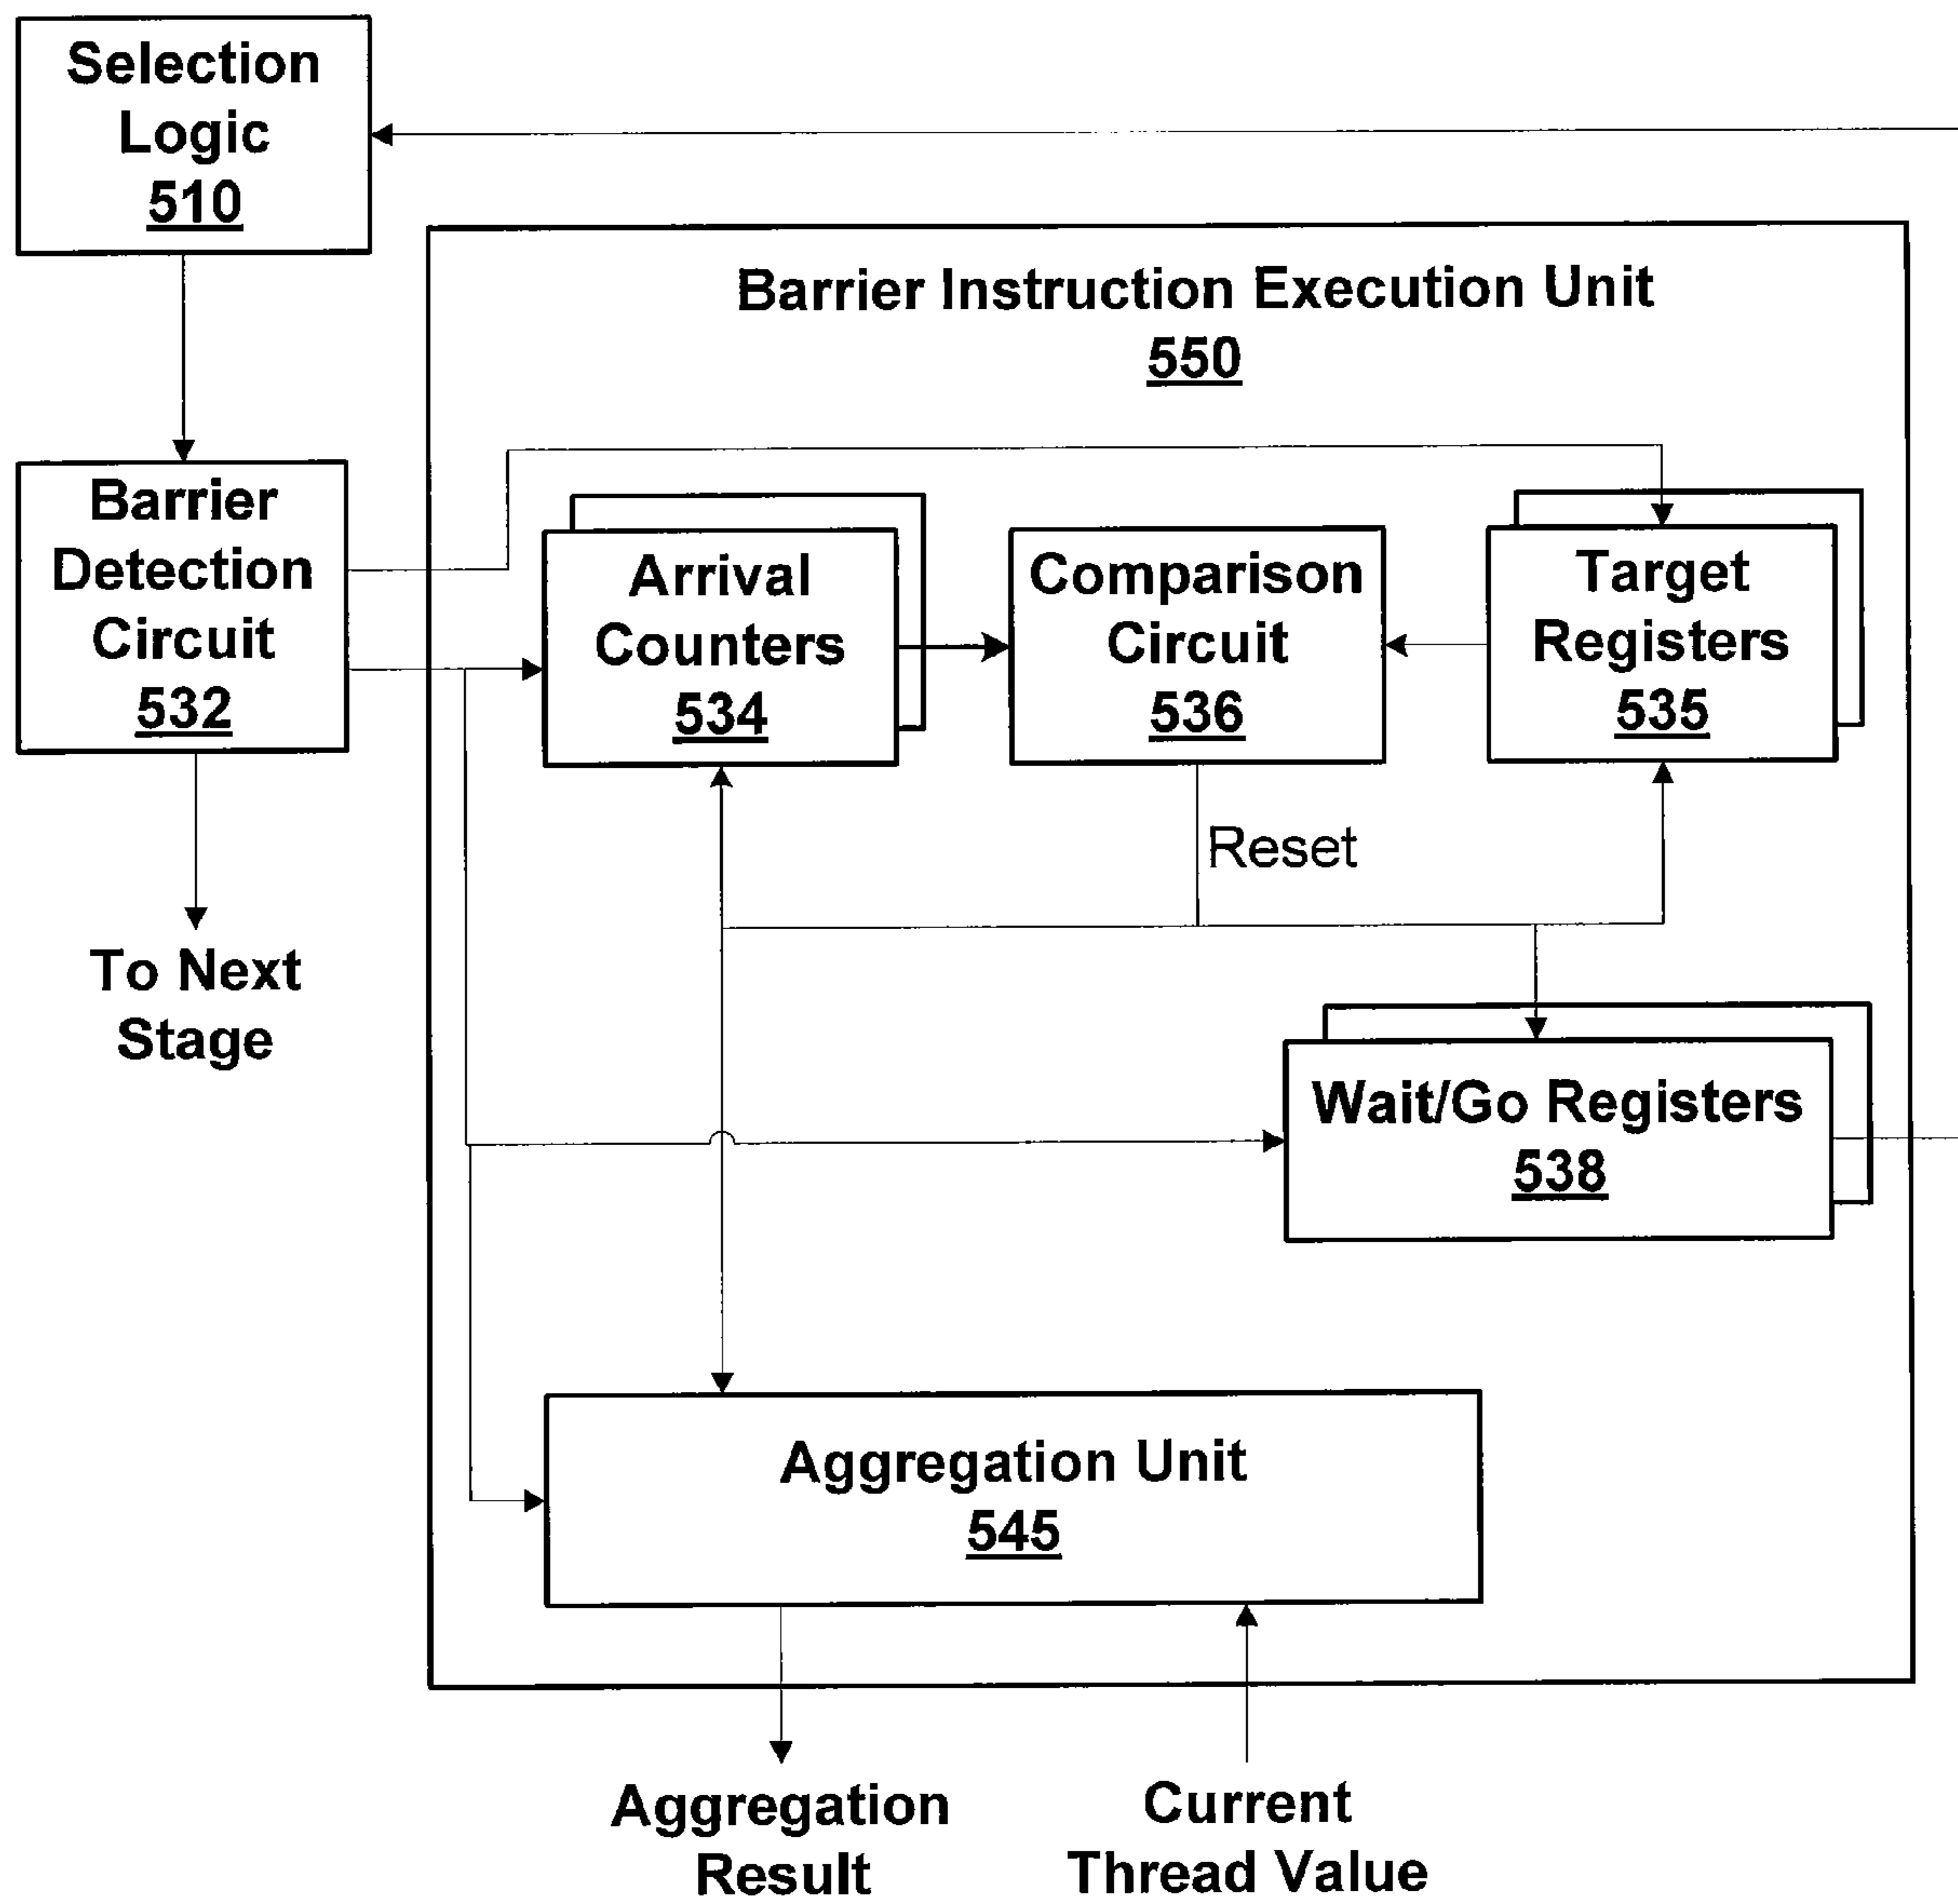 Selection
Logic
510
Barrier Instruction Execution Unit
550
Barrier
Detection
Circuit
532
Arrival
Counters
534
Comparison
Circuit
536
Target
Registers
535
Reset
To Next
Stage
Wait/Go Registers
538
Aggregation Unit
545
Aggregation
Result
Current
Thread Value